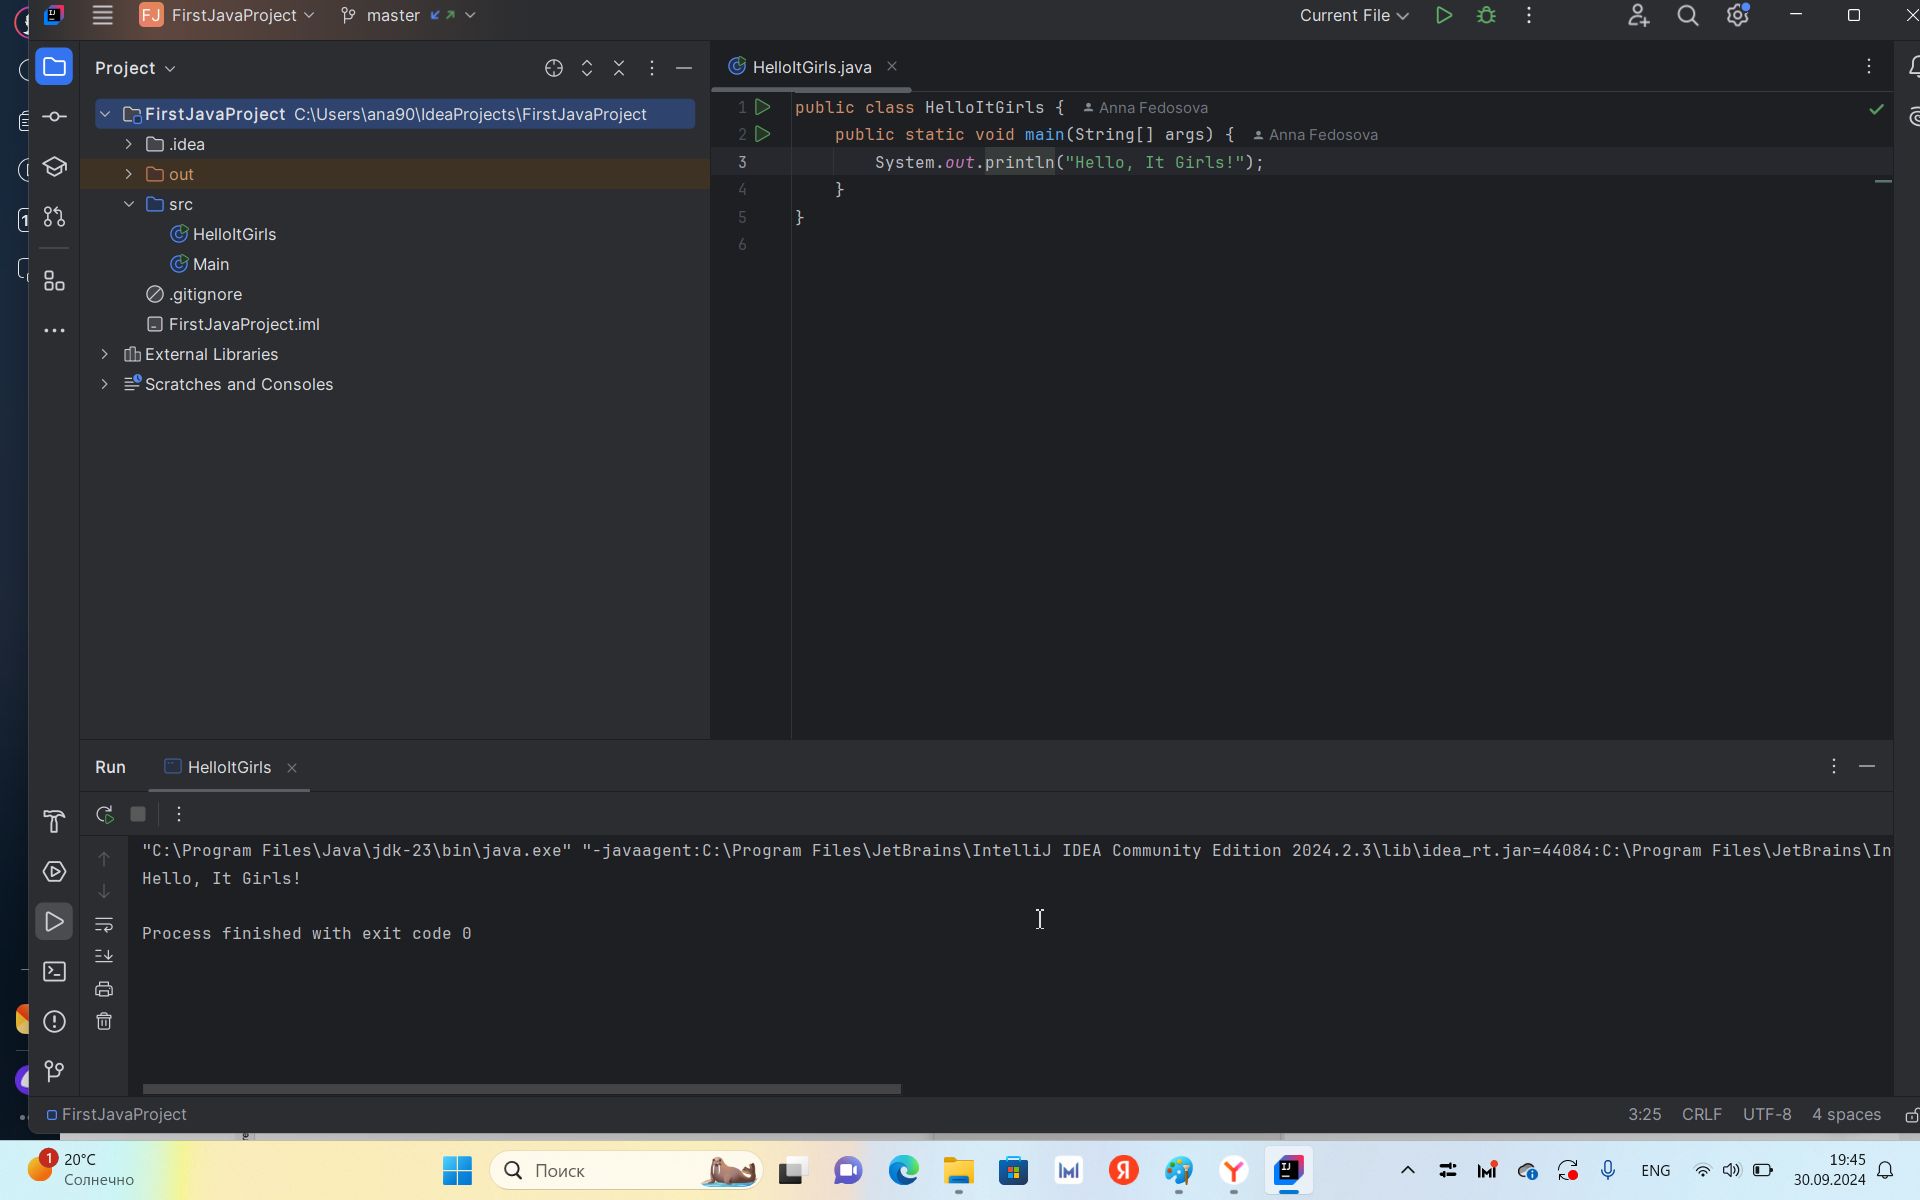 FJ FirstJavaProject master Current File
Project
HelloItGirls.java
FirstJavaProject C:\Users\ana90\IdeaProjects\FirstJavaProject
.idea
out
src
HelloItGirls
Main
.gitignore
FirstJavaProject.iml
External Libraries
Scratches and Consoles
1 public class HelloItGirls { Anna Fedosova
2 public static void main(String[] args) { Anna Fedosova
3 System.out.println("Hello, It Girls!");
4 }
5 }
6
Run HelloItGirls
"C:\Program Files\Java\jdk-23\bin\java.exe" "-javaagent:C:\Program Files\JetBrains\IntelliJ IDEA Community Edition 2024.2.3\lib\idea_rt.jar=44084:C:\Program Files\JetBrains\In
Hello, It Girls!
Process finished with exit code 0
FirstJavaProject 3:25 CRLF UTF-8 4 spaces
1 20°C
Солнечно
Поиск
ENG
19:45
30.09.2024